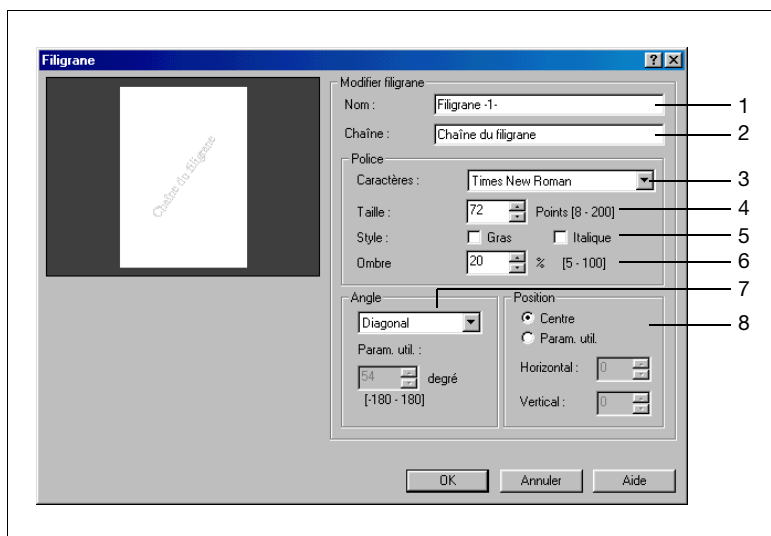 Filigrane
Chaîne du filigrane
Modifier filigrane
Nom : Filigrane -1- 1
Chaîne : Chaîne du filigrane 2
Police
Caractères : Times New Roman 3
Taille : 72 Points [8 - 200] 4
Style : Gras Italique 5
Ombre 20 % [5 - 100] 6
7
Angle
Diagonal
Param. util. :
54 degré
[-180 - 180]
Position
Centre 8
Param. util.
Horizontal : 0
Vertical : 0
OK Annuler Aide